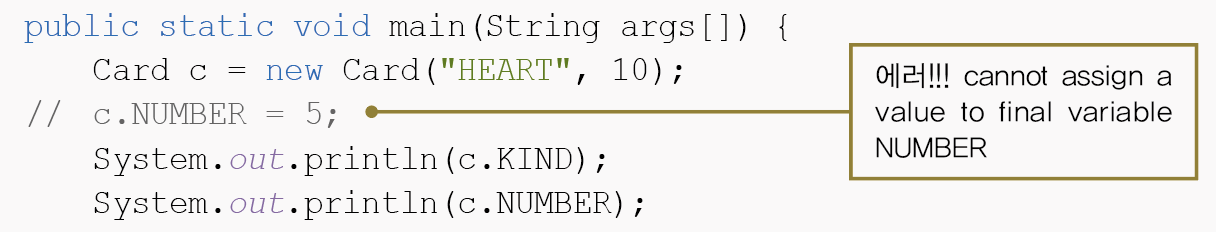 public static void main(String args[]) {
Card c = new Card("HEART", 10);
// c.NUMBER = 5;
에러!!! cannot assign a
value to final variable
NUMBER
System.out.println(c.KIND);
System.out.println(c.NUMBER);